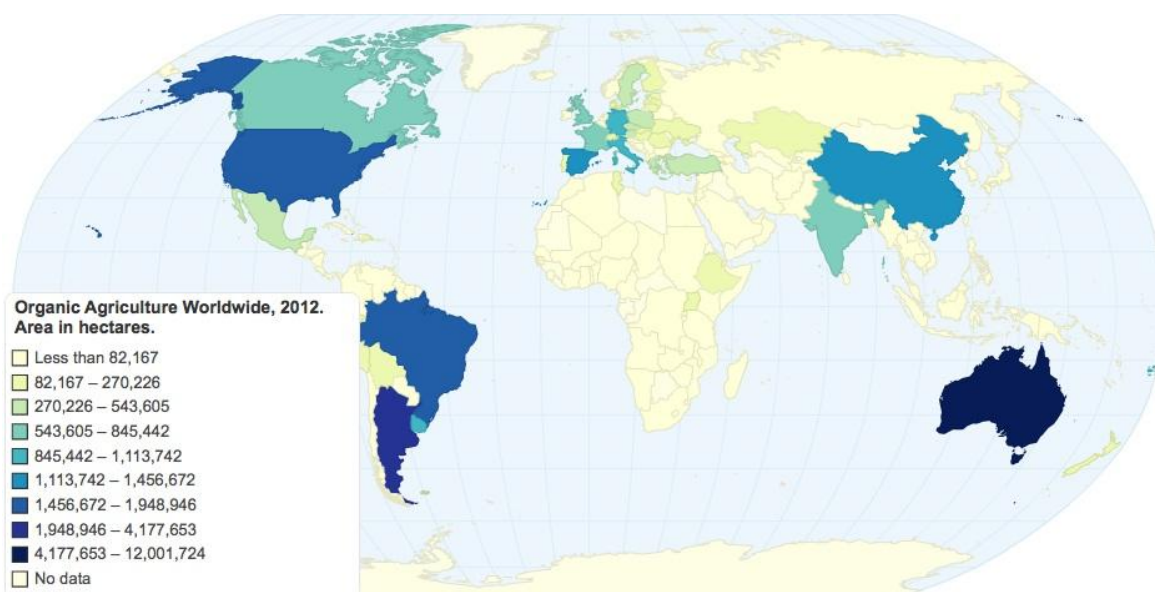 Organic Agriculture Worldwide, 2012.
Area in hectares.
Less than 82,167
82,167 – 270,226
270,226 – 543,605
543,605 – 845,442
845,442 – 1,113,742
1,113,742 – 1,456,672
1,456,672 – 1,948,946
1,948,946 – 4,177,653
4,177,653 – 12,001,724
No data